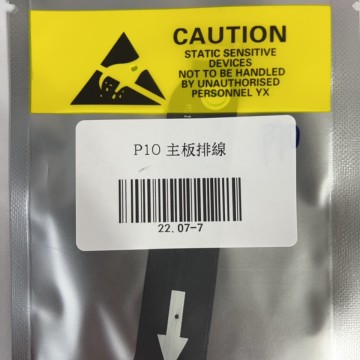 CAUTION
STATIC SENSITIVE
DEVICES
NOT TO BE HANDLED
BY UNAUTHORISED
PERSONNEL YX
P10 主板排線
22.07-7